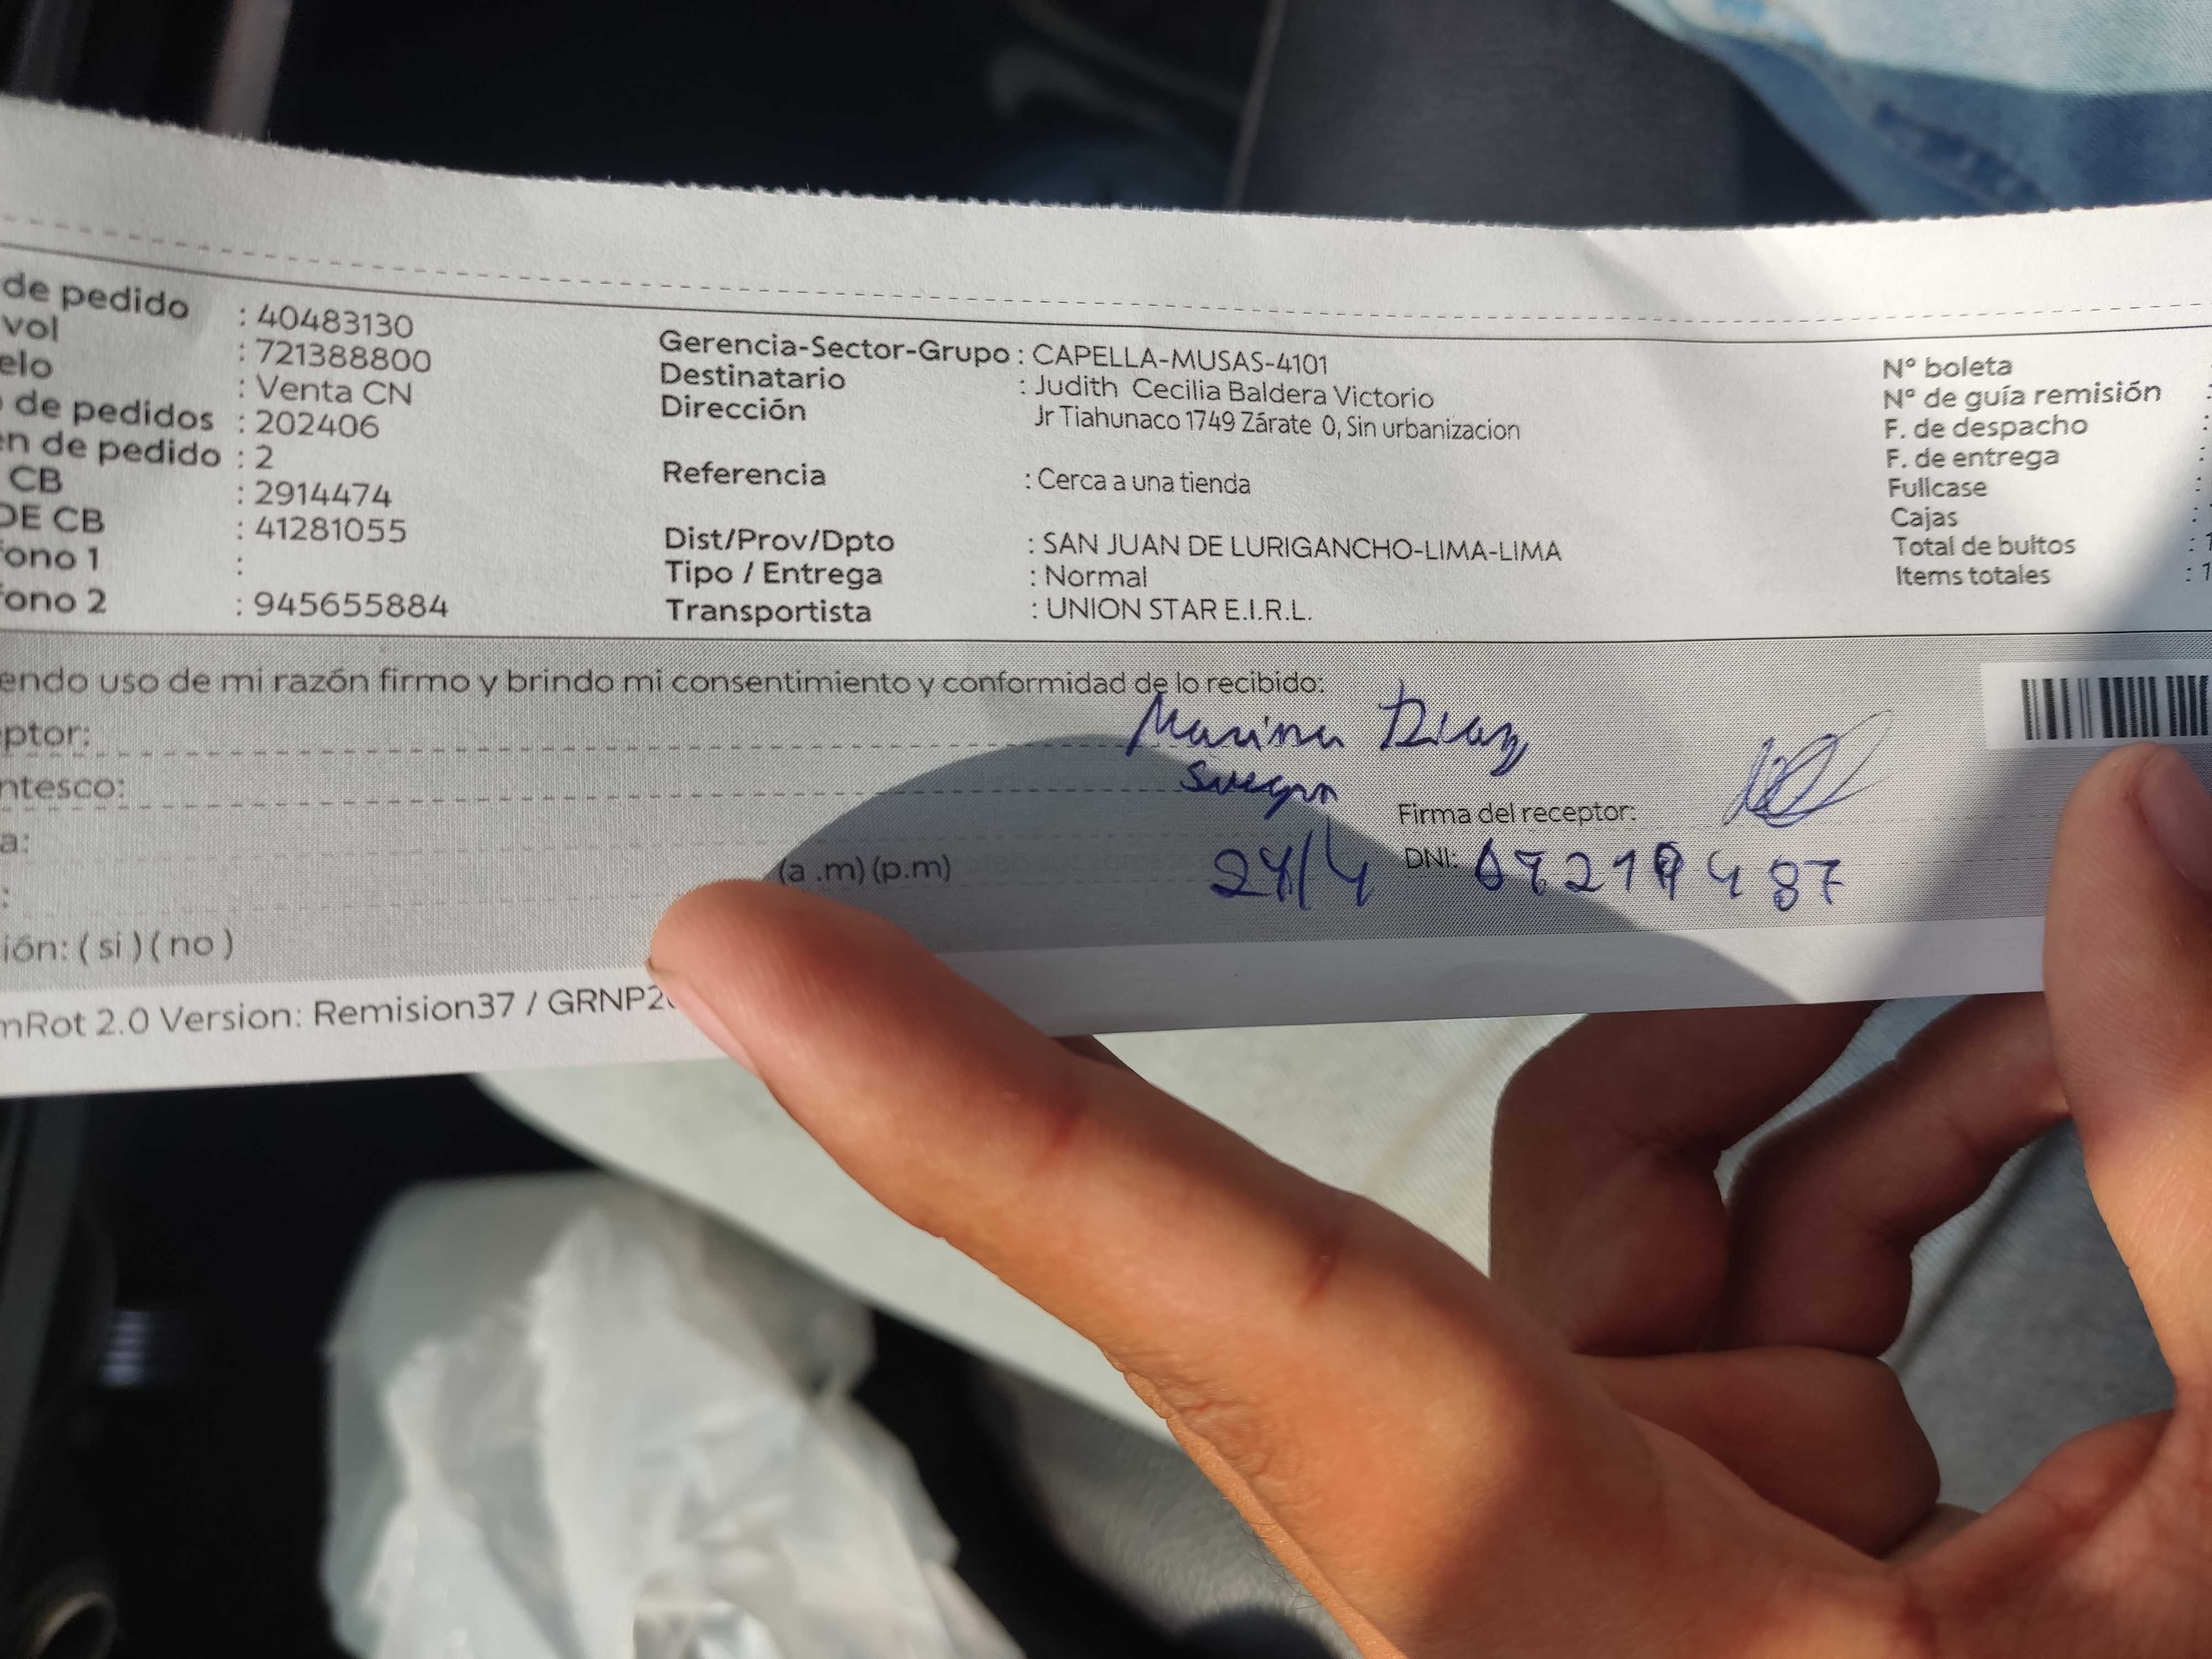 de pedido : 40483130
vol : 721388800
elo : Venta CN
de pedidos : 202406
en de pedido : 2
CB : 2914474
DE CB : 41281055
fono 1 :
fono 2 : 945655884
Gerencia-Sector-Grupo : CAPELLA-MUSAS-4101
Destinatario : Judith Cecilia Baldera Victorio
Dirección Jr Tiahunaco 1749 Zárate 0, Sin urbanizacion
Referencia : Cerca a una tienda
Dist/Prov/Dpto : SAN JUAN DE LURIGANCHO-LIMA-LIMA
Tipo / Entrega : Normal
Transportista : UNION STAR E.I.R.L.
Nº boleta :
Nº de guía remisión :
F. de despacho :
F. de entrega :
Fullcase :
Cajas :
Total de bultos : 1
Items totales : 1
endo uso de mi razón firmo y brindo mi consentimiento y conformidad de lo recibido:
ptor: Marina Diaz
ntesco: suegra
Firma del receptor:
a: 24/4
DNI:
: (a .m) (p.m)
ión: ( si ) ( no )
mRot 2.0 Version: Remision37 / GRNP2